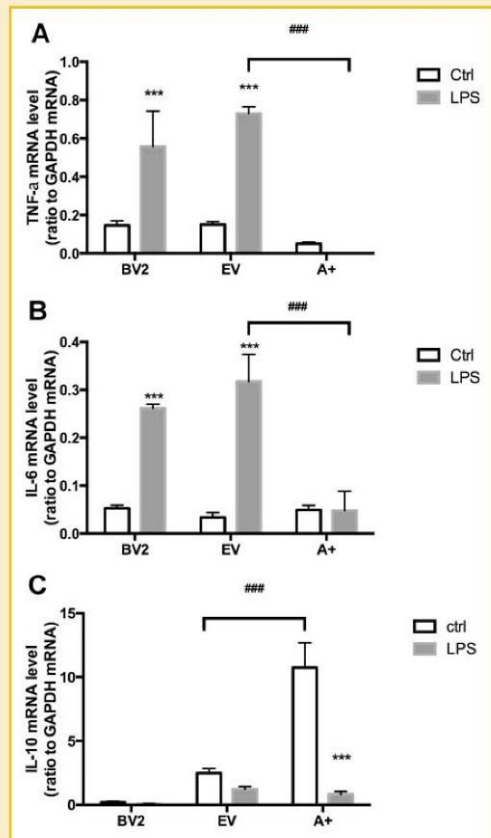 A
###
Ctrl
LPS
TNF-a mRNA level
(ratio to GAPDH mRNA)
1.0
0.8
0.6
0.4
0.2
0.0
***
***
BV2
EV
A+
B
###
Ctrl
LPS
IL-6 mRNA level
(ratio to GAPDH mRNA)
0.4
0.3
0.2
0.1
0.0
***
***
BV2
EV
A+
C
###
ctrl
LPS
IL-10 mRNA level
(ratio to GAPDH mRNA)
15
10
5
0
***
BV2
EV
A+